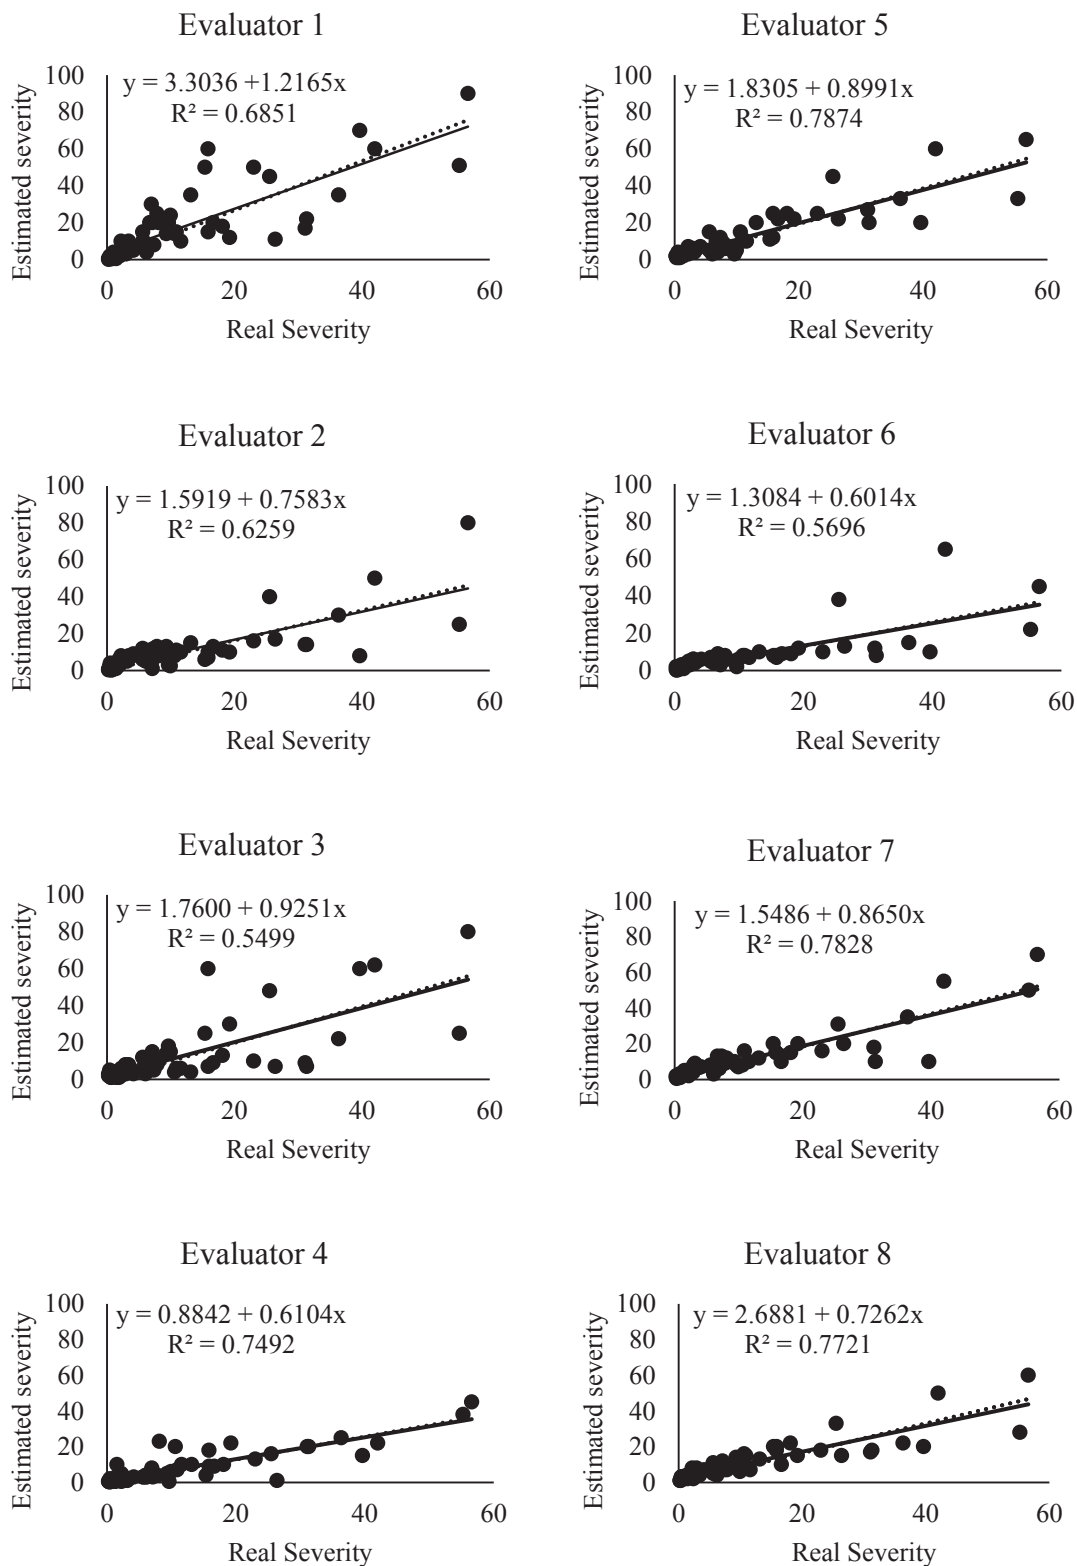 Evaluator 1
y = 3.3036 +1.2165x
R² = 0.6851
Estimated severity
100
80
60
40
20
0
0 20 40 60
Real Severity
Evaluator 5
y = 1.8305 + 0.8991x
R² = 0.7874
Estimated severity
100
80
60
40
20
0
0 20 40 60
Real Severity
Evaluator 2
y = 1.5919 + 0.7583x
R² = 0.6259
Estimated severity
100
80
60
40
20
0
0 20 40 60
Real Severity
Evaluator 6
y = 1.3084 + 0.6014x
R² = 0.5696
Estimated severity
100
80
60
40
20
0
0 20 40 60
Real Severity
Evaluator 3
y = 1.7600 + 0.9251x
R² = 0.5499
Estimated severity
100
80
60
40
20
0
0 20 40 60
Real Severity
Evaluator 7
y = 1.5486 + 0.8650x
R² = 0.7828
Estimated severity
100
80
60
40
20
0
0 20 40 60
Real Severity
Evaluator 4
y = 0.8842 + 0.6104x
R² = 0.7492
Estimated severity
100
80
60
40
20
0
0 20 40 60
Real Severity
Evaluator 8
y = 2.6881 + 0.7262x
R² = 0.7721
Estimated severity
100
80
60
40
20
0
0 20 40 60
Real Severity